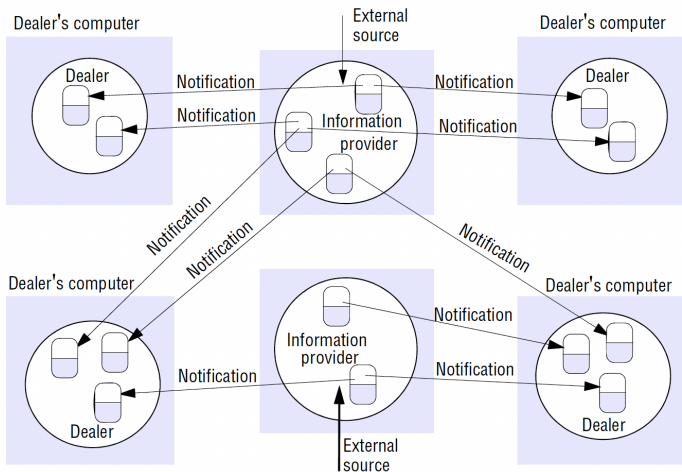 External
source
Dealer's computer
Dealer's computer
Dealer
Notification
Notification
Dealer
Notification
Information
provider
Notification
Notification
Notification
Notification
Dealer's computer
Dealer's computer
Notification
Information
provider
Notification
Notification
Dealer
Dealer
External
source